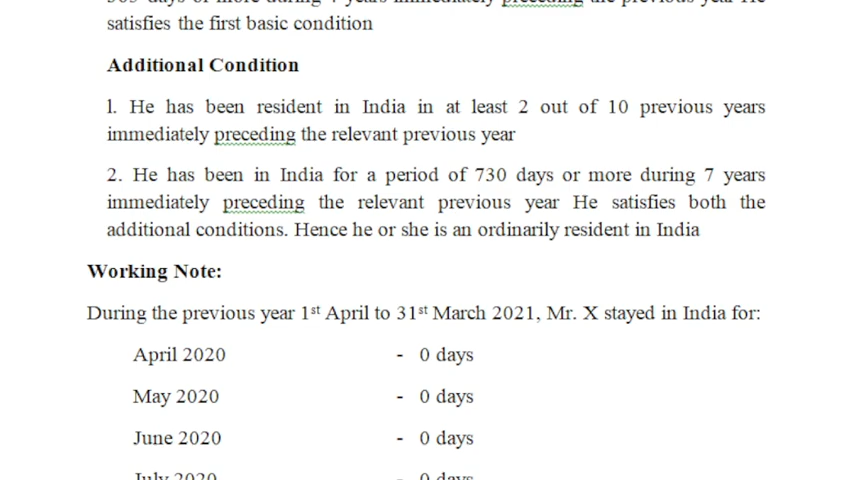 satisfies the first basic condition
Additional Condition
1. He has been resident in India in at least 2 out of 10 previous years
immediately preceding the relevant previous year
2. He has been in India for a period of 730 days or more during 7 years
immediately preceding the relevant previous year He satisfies both the
additional conditions. Hence he or she is an ordinarily resident in India
Working Note:
During the previous year 1st April to 31st March 2021, Mr. X stayed in India for:
April 2020 - 0 days
May 2020 - 0 days
June 2020 - 0 days
July 2020 - 0 days